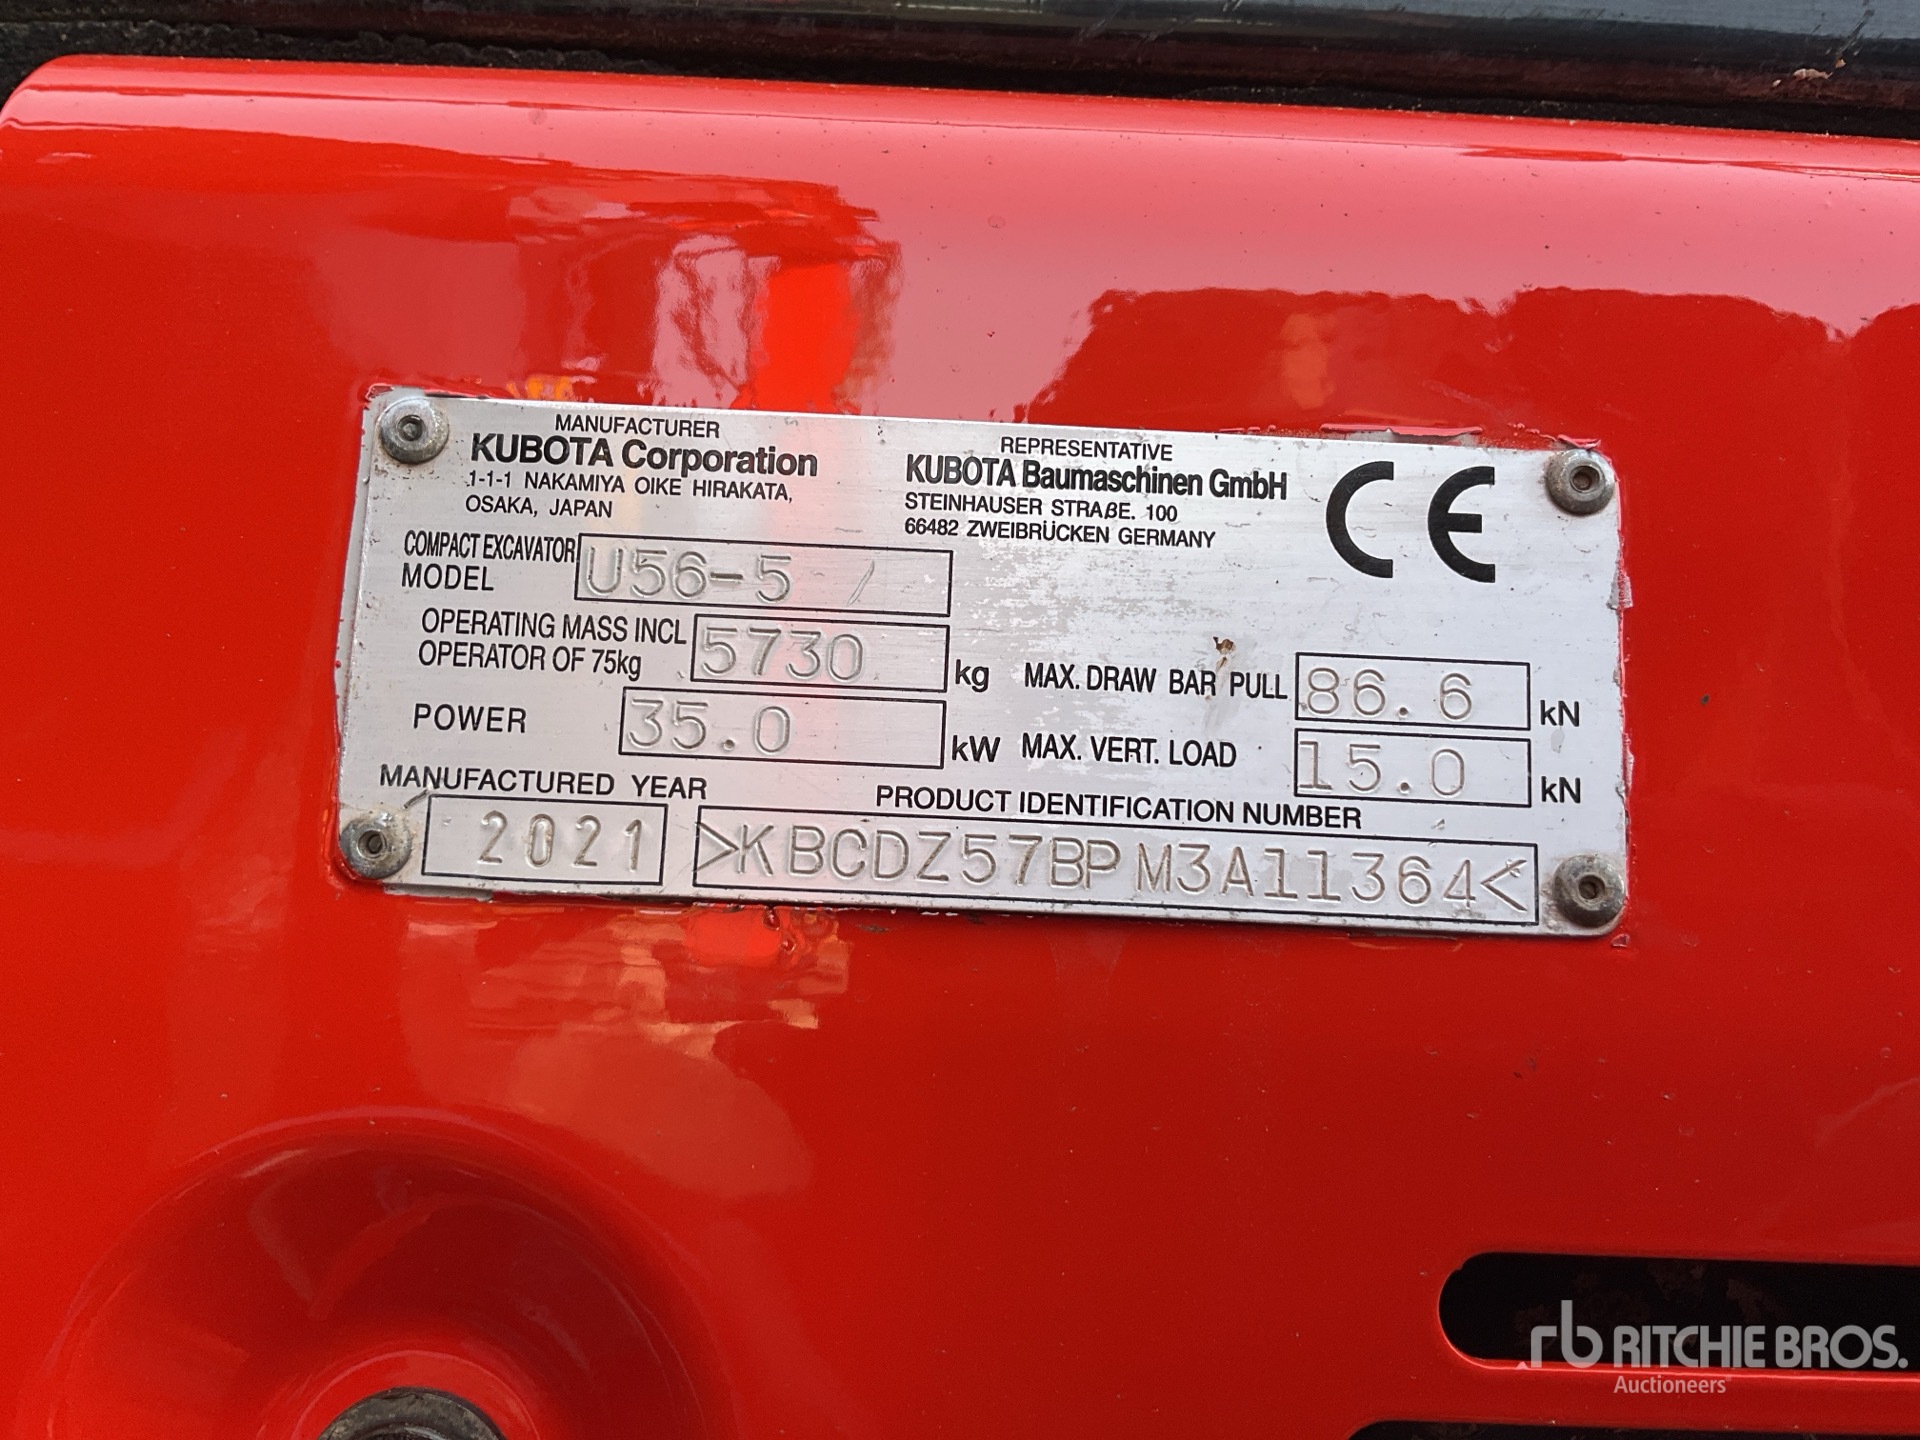 MANUFACTURER
KUBOTA Corporation
1-1-1 NAKAMIYA OIKE HIRAKATA,
OSAKA, JAPAN
REPRESENTATIVE
KUBOTA Baumaschinen GmbH
STEINHAUSER STRAßE. 100
66482 ZWEIBRÜCKEN GERMANY
CE
COMPACT EXCAVATOR
MODEL U56-5
OPERATING MASS INCL
OPERATOR OF 75kg 5730 kg
MAX. DRAW BAR PULL 86.6 kN
POWER 35.0 kW
MAX. VERT. LOAD 15.0 kN
MANUFACTURED YEAR
2021
PRODUCT IDENTIFICATION NUMBER
>KBCDZ57BPM3A11364<
rb RITCHIE BROS.
Auctioneers